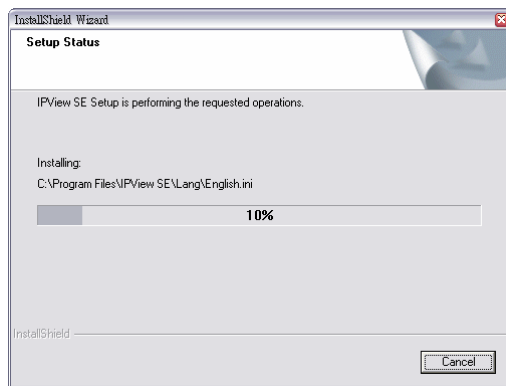 InstallShield Wizard
Setup Status
IPView SE Setup is performing the requested operations.
Installing:
C:\Program Files\IPView SE\Lang\English.ini
10%
InstallShield
Cancel